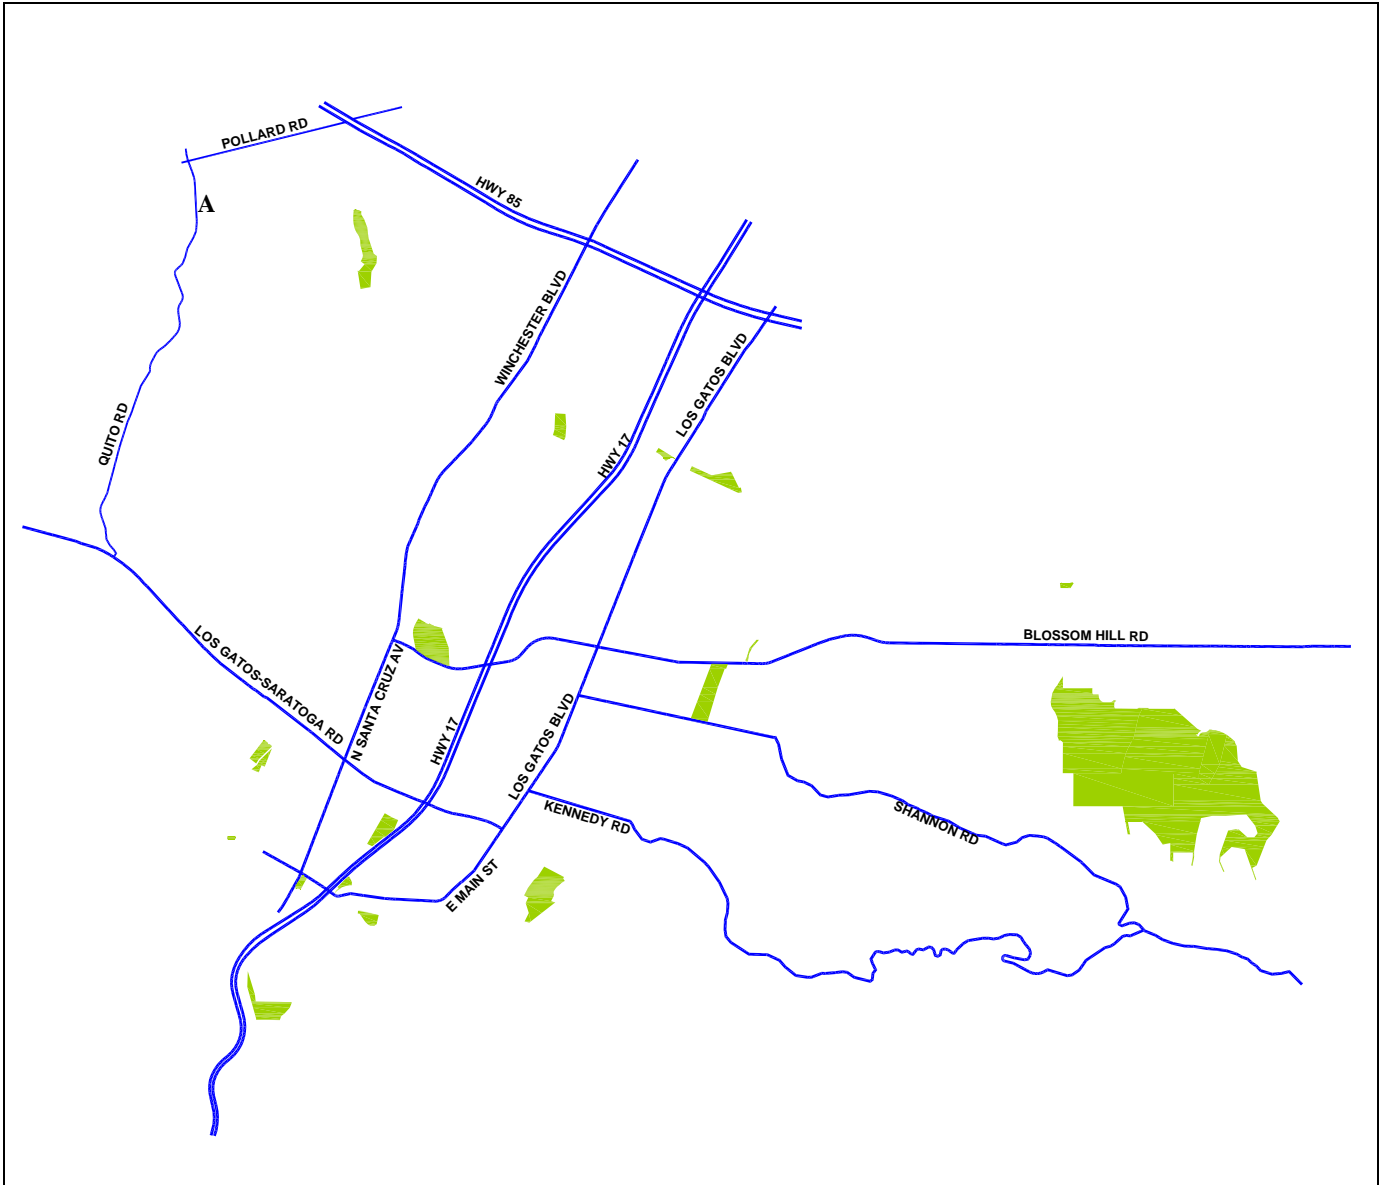 POLLARD RD
HWY 85
A
WINCHESTER BLVD
LOS GATOS BLVD
QUITO RD
HWY 17
LOS GATOS-SARATOGA RD
N SANTA CRUZ AV
BLOSSOM HILL RD
HWY 17
LOS GATOS BLVD
KENNEDY RD
SHANNON RD
E MAIN ST